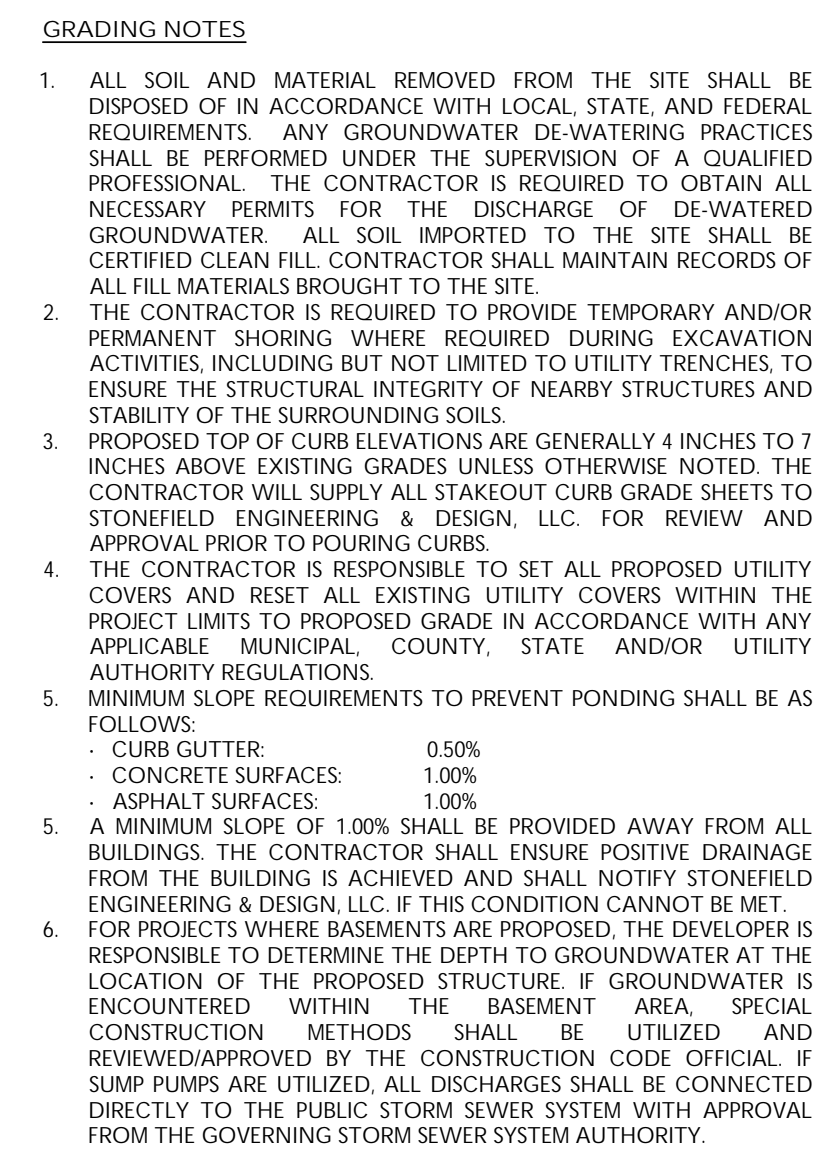 GRADING NOTES
1. ALL SOIL AND MATERIAL REMOVED FROM THE SITE SHALL BE
DISPOSED OF IN ACCORDANCE WITH LOCAL, STATE, AND FEDERAL
REQUIREMENTS. ANY GROUNDWATER DE-WATERING PRACTICES
SHALL BE PERFORMED UNDER THE SUPERVISION OF A QUALIFIED
PROFESSIONAL. THE CONTRACTOR IS REQUIRED TO OBTAIN ALL
NECESSARY PERMITS FOR THE DISCHARGE OF DE-WATERED
GROUNDWATER. ALL SOIL IMPORTED TO THE SITE SHALL BE
CERTIFIED CLEAN FILL. CONTRACTOR SHALL MAINTAIN RECORDS OF
ALL FILL MATERIALS BROUGHT TO THE SITE.
2. THE CONTRACTOR IS REQUIRED TO PROVIDE TEMPORARY AND/OR
PERMANENT SHORING WHERE REQUIRED DURING EXCAVATION
ACTIVITIES, INCLUDING BUT NOT LIMITED TO UTILITY TRENCHES, TO
ENSURE THE STRUCTURAL INTEGRITY OF NEARBY STRUCTURES AND
STABILITY OF THE SURROUNDING SOILS.
3. PROPOSED TOP OF CURB ELEVATIONS ARE GENERALLY 4 INCHES TO 7
INCHES ABOVE EXISTING GRADES UNLESS OTHERWISE NOTED. THE
CONTRACTOR WILL SUPPLY ALL STAKEOUT CURB GRADE SHEETS TO
STONEFIELD ENGINEERING & DESIGN, LLC. FOR REVIEW AND
APPROVAL PRIOR TO POURING CURBS.
4. THE CONTRACTOR IS RESPONSIBLE TO SET ALL PROPOSED UTILITY
COVERS AND RESET ALL EXISTING UTILITY COVERS WITHIN THE
PROJECT LIMITS TO PROPOSED GRADE IN ACCORDANCE WITH ANY
APPLICABLE MUNICIPAL, COUNTY, STATE AND/OR UTILITY
AUTHORITY REGULATIONS.
5. MINIMUM SLOPE REQUIREMENTS TO PREVENT PONDING SHALL BE AS
FOLLOWS:
· CURB GUTTER: 0.50%
· CONCRETE SURFACES: 1.00%
· ASPHALT SURFACES: 1.00%
5. A MINIMUM SLOPE OF 1.00% SHALL BE PROVIDED AWAY FROM ALL
BUILDINGS. THE CONTRACTOR SHALL ENSURE POSITIVE DRAINAGE
FROM THE BUILDING IS ACHIEVED AND SHALL NOTIFY STONEFIELD
ENGINEERING & DESIGN, LLC. IF THIS CONDITION CANNOT BE MET.
6. FOR PROJECTS WHERE BASEMENTS ARE PROPOSED, THE DEVELOPER IS
RESPONSIBLE TO DETERMINE THE DEPTH TO GROUNDWATER AT THE
LOCATION OF THE PROPOSED STRUCTURE. IF GROUNDWATER IS
ENCOUNTERED WITHIN THE BASEMENT AREA, SPECIAL
CONSTRUCTION METHODS SHALL BE UTILIZED AND
REVIEWED/APPROVED BY THE CONSTRUCTION CODE OFFICIAL. IF
SUMP PUMPS ARE UTILIZED, ALL DISCHARGES SHALL BE CONNECTED
DIRECTLY TO THE PUBLIC STORM SEWER SYSTEM WITH APPROVAL
FROM THE GOVERNING STORM SEWER SYSTEM AUTHORITY.